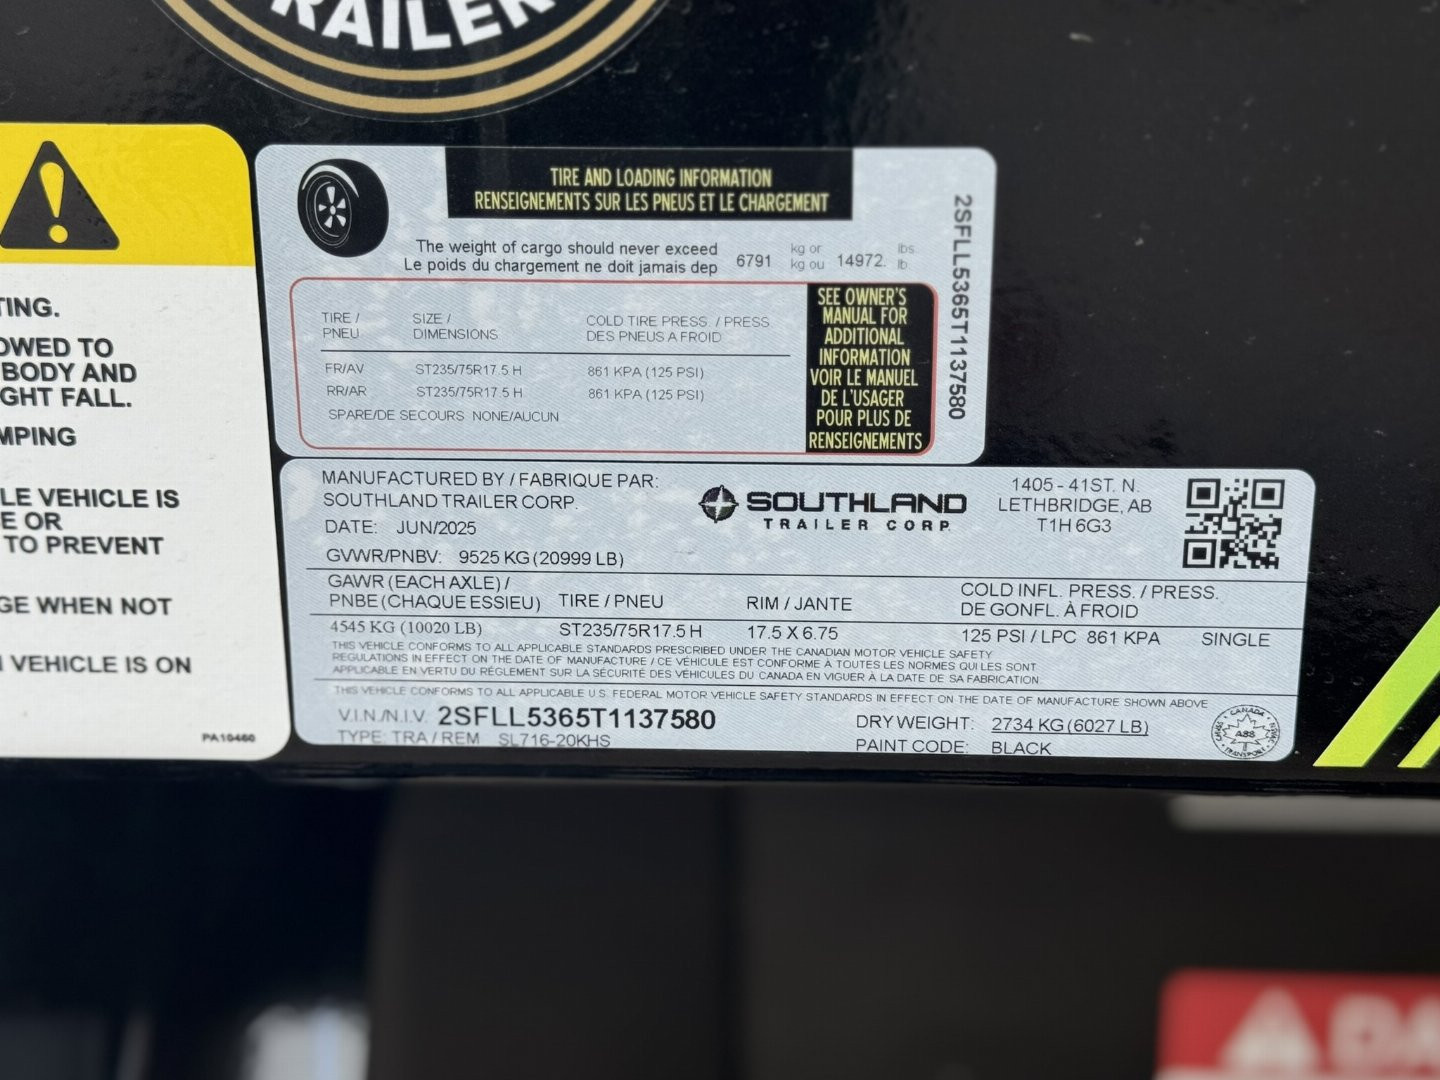 TRAILER
TING.
OWED TO
BODY AND
GHT FALL.
MPING
LE VEHICLE IS
E OR
TO PREVENT
GE WHEN NOT
VEHICLE IS ON
PA10460
TIRE AND LOADING INFORMATION
RENSEIGNEMENTS SUR LES PNEUS ET LE CHARGEMENT
The weight of cargo should never exceed
Le poids du chargement ne doit jamais dep
6791 kg or kg ou 14972. lbs lb
TIRE / PNEU
SIZE / DIMENSIONS
COLD TIRE PRESS. / PRESS
DES PNEUS A FROID
FR/AV ST235/75R17.5 H 861 KPA (125 PSI)
RR/AR ST235/75R17.5 H 861 KPA (125 PSI)
SPARE/DE SECOURS NONE/AUCUN
SEE OWNER'S
MANUAL FOR
ADDITIONAL
INFORMATION
VOIR LE MANUEL
DE L'USAGER
POUR PLUS DE
RENSEIGNEMENTS
2SFLL5365T1137580
MANUFACTURED BY / FABRIQUE PAR:
SOUTHLAND TRAILER CORP.
DATE: JUN/2025
GVWR/PNBV: 9525 KG (20999 LB)
SOUTHLAND
TRAILER CORP
1405 - 41ST. N.
LETHBRIDGE, AB
T1H 6G3
GAWR (EACH AXLE) /
PNBE (CHAQUE ESSIEU) TIRE / PNEU RIM / JANTE
COLD INFL. PRESS. / PRESS.
DE GONFL. À FROID
4545 KG (10020 LB) ST235/75R17.5 H 17.5 X 6.75 125 PSI / LPC 861 KPA SINGLE
THIS VEHICLE CONFORMS TO ALL APPLICABLE STANDARDS PRESCRIBED UNDER THE CANADIAN MOTOR VEHICLE SAFETY
REGULATIONS IN EFFECT ON THE DATE OF MANUFACTURE / CE VÉHICULE EST CONFORME À TOUTES LES NORMES QUI LES SONT
APPLICABLE EN VERTU DU RÉGLEMENT SUR LA SÉCURITÉ DES VÉHICULES DU CANADA EN VIGUER À LA DATE DE SA FABRICATION
THIS VEHICLE CONFORMS TO ALL APPLICABLE U.S. FEDERAL MOTOR VEHICLE SAFETY STANDARDS IN EFFECT ON THE DATE OF MANUFACTURE SHOWN ABOVE
V.I.N./N.I.V. 2SFLL5365T1137580 DRY WEIGHT: 2734 KG (6027 LB)
TYPE: TRA / REM SL716-20KHS PAINT CODE: BLACK
CANADA
A88
TRANSPORT
DA